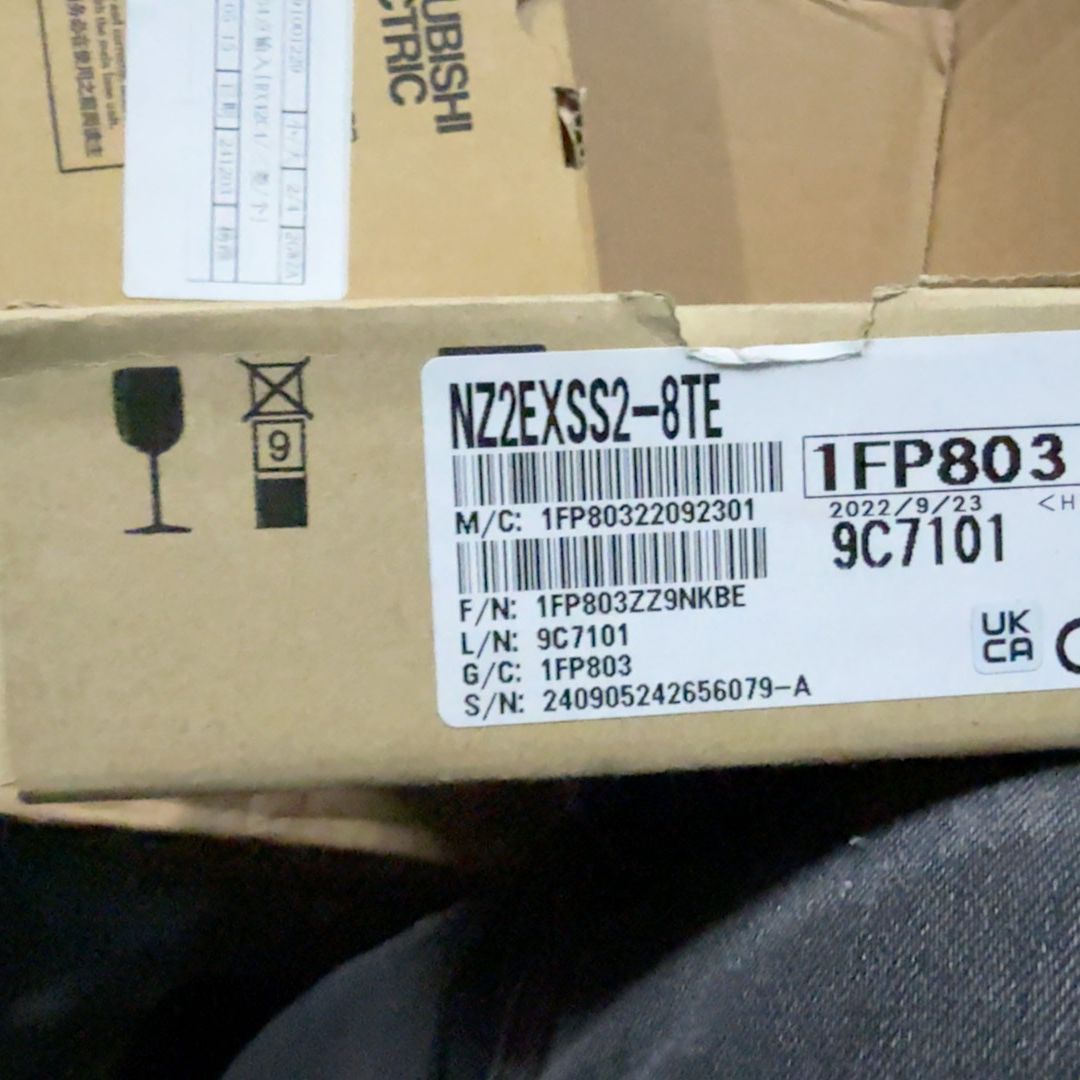 UBISHI
CTRIC
9
NZ2EXSS2-8TE
1FP803
M/C: 1FP80322092301
2022/9/23
<H
9C7101
F/N: 1FP803ZZ9NKBE
L/N: 9C7101
G/C: 1FP803
S/N: 240905242656079-A
UK
CA